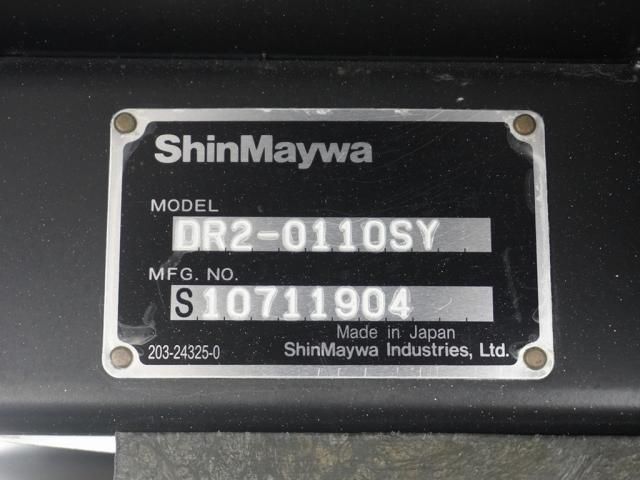 ShinMaywa
MODEL
DR2-0110SY
MFG. NO.
S10711904
Made in Japan
203-24325-0 ShinMaywa Industries, Ltd.